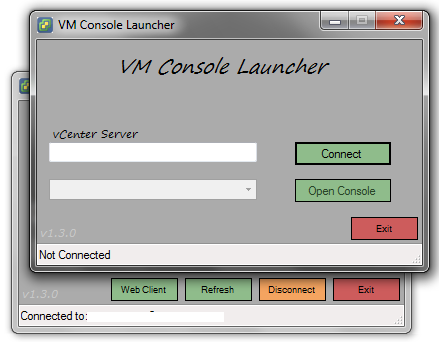 VM Console Launcher
VM Console Launcher
vCenter Server
Connect
Open Console
Exit
v1.3.0
Not Connected
Web Client
Refresh
Disconnect
Exit
v1.3.0
Connected to: